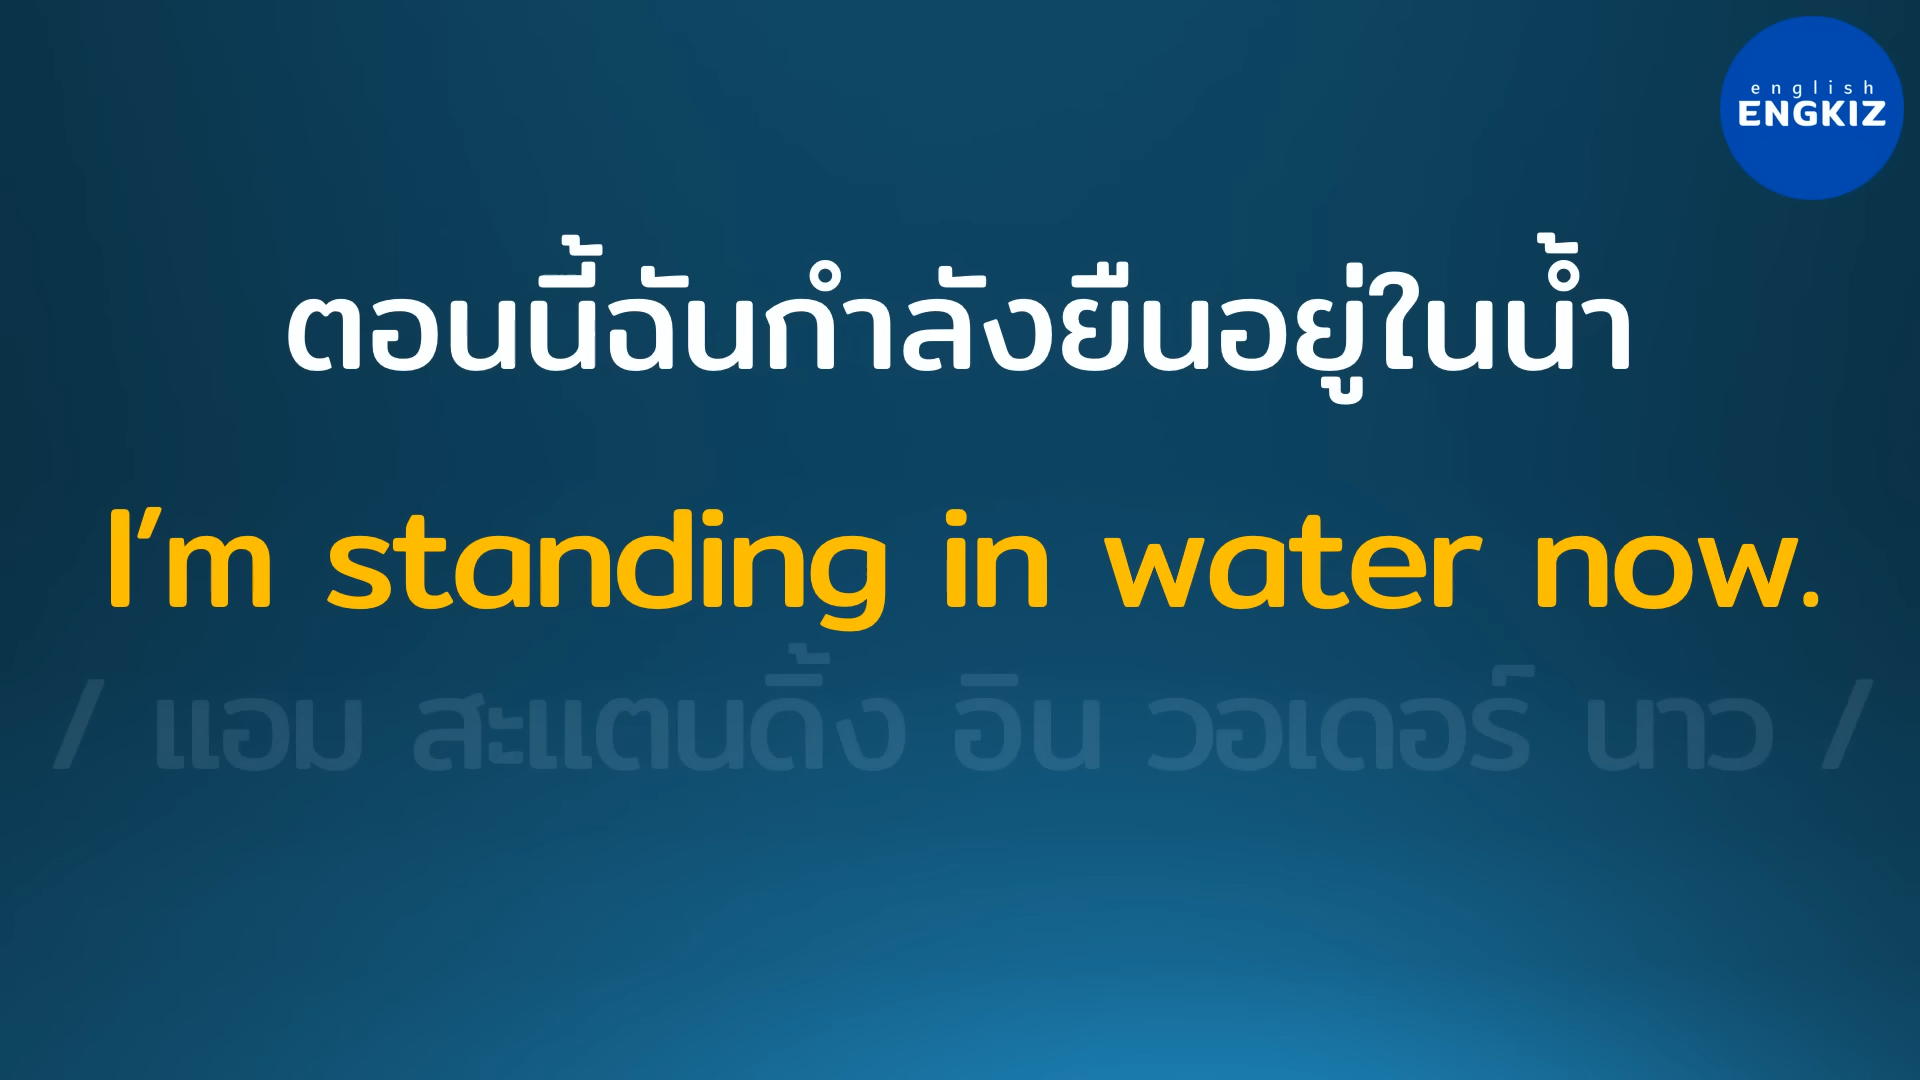 english
ENGKIZ
ตอนนี้ฉันกำลังยืนอยู่ในน้ำ
I’m standing in water now.
/ แอม สะแตนดิ้ง อิน วอเดอร์ นาว /